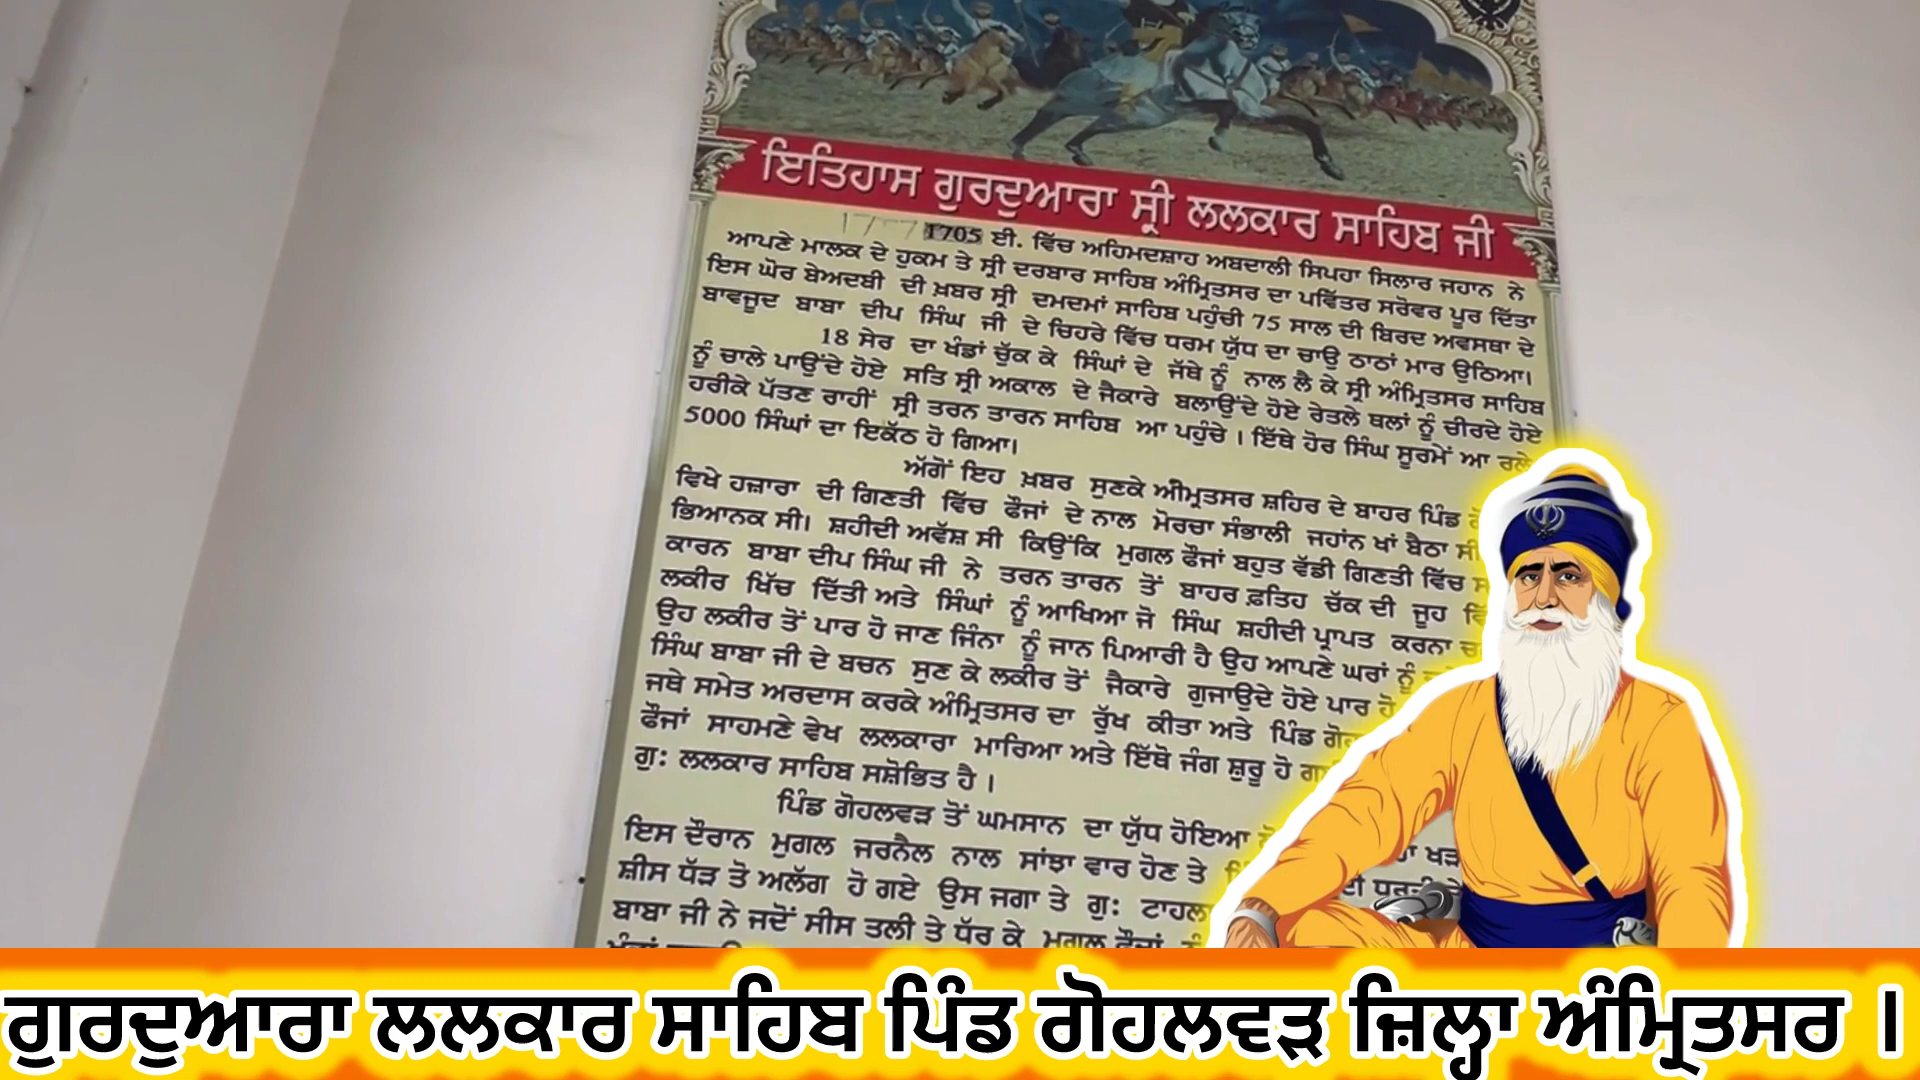 ਇਤਿਹਾਸ ਗੁਰਦੁਆਰਾ ਸ੍ਰੀ ਲਲਕਾਰ ਸਾਹਿਬ ਜੀ
1705 ਈ. ਵਿੱਚ ਅਹਿਮਦਸ਼ਾਹ ਅਬਦਾਲੀ ਸਿਪਹਾ ਸਿਲਾਰ ਜਹਾਨ ਨੇ
ਆਪਣੇ ਮਾਲਕ ਦੇ ਹੁਕਮ ਤੇ ਸ੍ਰੀ ਦਰਬਾਰ ਸਾਹਿਬ ਅੰਮ੍ਰਿਤਸਰ ਦਾ ਪਵਿੱਤਰ ਸਰੋਵਰ ਪੂਰ ਦਿੱਤਾ
ਇਸ ਘੋਰ ਬੇਅਦਬੀ ਦੀ ਖ਼ਬਰ ਸ੍ਰੀ ਦਮਦਮਾਂ ਸਾਹਿਬ ਪਹੁੰਚੀ 75 ਸਾਲ ਦੀ ਬਿਰਦ ਅਵਸਥਾ ਦੇ
ਬਾਵਜੂਦ ਬਾਬਾ ਦੀਪ ਸਿੰਘ ਜੀ ਦੇ ਚਿਹਰੇ ਵਿੱਚ ਧਰਮ ਯੁੱਧ ਦਾ ਚਾਉ ਠਾਠਾਂ ਮਾਰ ਉਠਿਆ।
18 ਸੇਰ ਦਾ ਖੰਡਾਂ ਚੁੱਕ ਕੇ ਸਿੰਘਾਂ ਦੇ ਜੱਥੇ ਨੂੰ ਨਾਲ ਲੈ ਕੇ ਸ੍ਰੀ ਅੰਮ੍ਰਿਤਸਰ ਸਾਹਿਬ
ਨੂੰ ਚਾਲੇ ਪਾਉਂਦੇ ਹੋਏ ਸਤਿ ਸ੍ਰੀ ਅਕਾਲ ਦੇ ਜੈਕਾਰੇ ਬਲਾਉਂਦੇ ਹੋਏ ਰੇਤਲੇ ਥਲਾਂ ਨੂੰ ਚੀਰਦੇ ਹੋਏ
ਹਰੀਕੇ ਪੱਤਣ ਰਾਹੀਂ ਸ੍ਰੀ ਤਰਨ ਤਾਰਨ ਸਾਹਿਬ ਆ ਪਹੁੰਚੇ । ਇੱਥੇ ਹੋਰ ਸਿੰਘ ਸੂਰਮੇਂ ਆ ਰਲੇ
5000 ਸਿੰਘਾਂ ਦਾ ਇਕੱਠ ਹੋ ਗਿਆ।
ਅੱਗੋਂ ਇਹ ਖ਼ਬਰ ਸੁਣਕੇ ਅੰਮ੍ਰਿਤਸਰ ਸ਼ਹਿਰ ਦੇ ਬਾਹਰ ਪਿੰਡ
ਵਿਖੇ ਹਜ਼ਾਰਾ ਦੀ ਗਿਣਤੀ ਵਿੱਚ ਫੌਜਾਂ ਦੇ ਨਾਲ ਮੋਰਚਾ ਸੰਭਾਲੀ ਜਹਾਂਨ ਖਾਂ ਬੈਠਾ
ਭਿਆਨਕ ਸੀ। ਸ਼ਹੀਦੀ ਅਵੱਸ਼ ਸੀ ਕਿਉਂਕਿ ਮੁਗਲ ਫੌਜਾਂ ਬਹੁਤ ਵੱਡੀ ਗਿਣਤੀ ਵਿੱਚ
ਕਾਰਨ ਬਾਬਾ ਦੀਪ ਸਿੰਘ ਜੀ ਨੇ ਤਰਨ ਤਾਰਨ ਤੋਂ ਬਾਹਰ ਫ਼ਤਿਹ ਚੱਕ ਦੀ ਜੂਹ
ਲਕੀਰ ਖਿੱਚ ਦਿੱਤੀ ਅਤੇ ਸਿੰਘਾਂ ਨੂੰ ਆਖਿਆ ਜੋ ਸਿੰਘ ਸ਼ਹੀਦੀ ਪ੍ਰਾਪਤ ਕਰਨਾ
ਉਹ ਲਕੀਰ ਤੋਂ ਪਾਰ ਹੋ ਜਾਣ ਜਿੰਨਾ ਨੂੰ ਜਾਨ ਪਿਆਰੀ ਹੈ ਉਹ ਆਪਣੇ ਘਰਾਂ ਨੂੰ
ਸਿੰਘ ਬਾਬਾ ਜੀ ਦੇ ਬਚਨ ਸੁਣ ਕੇ ਲਕੀਰ ਤੋਂ ਜੈਕਾਰੇ ਗੁਜਾਉਦੇ ਹੋਏ ਪਾਰ ਹੋ
ਜਥੇ ਸਮੇਤ ਅਰਦਾਸ ਕਰਕੇ ਅੰਮ੍ਰਿਤਸਰ ਦਾ ਰੁੱਖ ਕੀਤਾ ਅਤੇ ਪਿੰਡ
ਫੌਜਾਂ ਸਾਹਮਣੇ ਵੇਖ ਲਲਕਾਰਾ ਮਾਰਿਆ ਅਤੇ ਇੱਥੋ ਜੰਗ ਸ਼ੁਰੂ ਹੋ
ਗੁ: ਲਲਕਾਰ ਸਾਹਿਬ ਸਸ਼ੋਭਿਤ ਹੈ ।
ਪਿੰਡ ਗੋਹਲਵੜ ਤੋਂ ਘਮਸਾਨ ਦਾ ਯੁੱਧ ਹੋਇਆ
ਇਸ ਦੌਰਾਨ ਮੁਗਲ ਜਰਨੈਲ ਨਾਲ ਸਾਂਝਾ ਵਾਰ ਹੋਣ ਤੇ
ਸ਼ੀਸ ਧੱੜ ਤੋ ਅਲੱਗ ਹੋ ਗਏ ਉਸ ਜਗਾ ਤੇ ਗੁ:
ਬਾਬਾ ਜੀ ਨੇ ਜਦੋਂ ਸੀਸ ਤਲੀ ਤੇ ਧੱਰ ਕੇ ਮੁਗਲ ਫੌਜਾਂ
ਗੁਰਦੁਆਰਾ ਲਲਕਾਰ ਸਾਹਿਬ ਪਿੰਡ ਗੋਹਲਵੜ ਜ਼ਿਲ੍ਹਾ ਅੰਮ੍ਰਿਤਸਰ ।